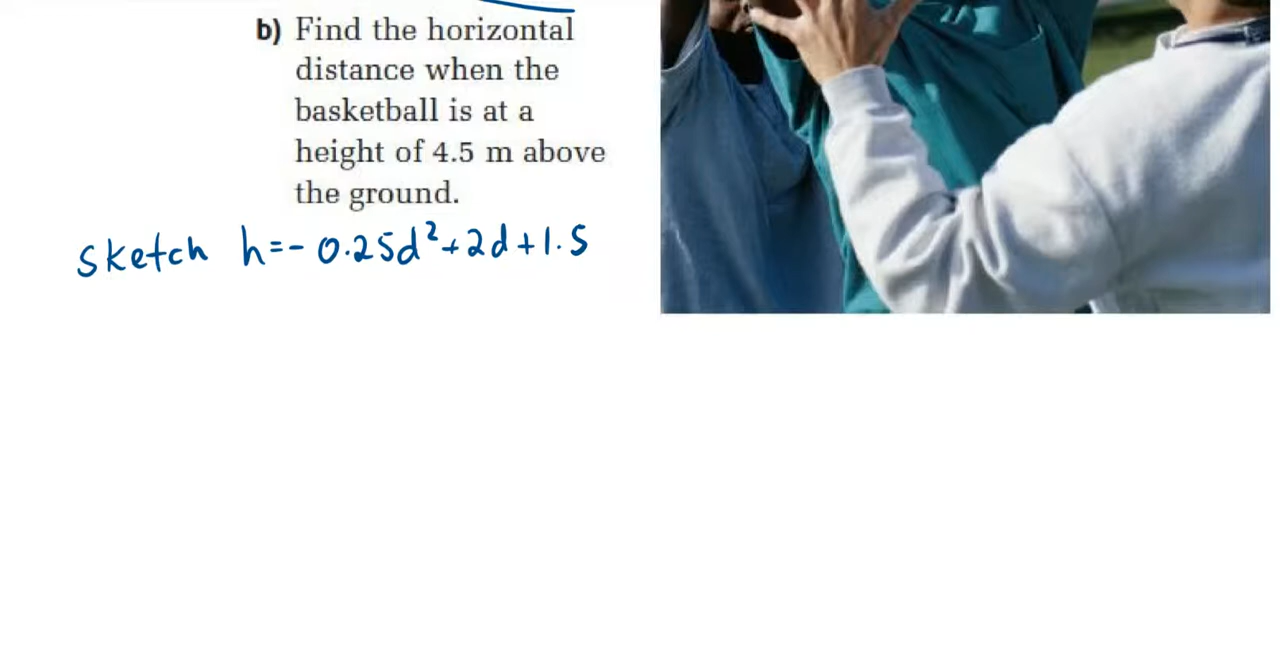 b) Find the horizontal
distance when the
basketball is at a
height of 4.5 m above
the ground.
sketch h=-0.25d²+2d+1.5